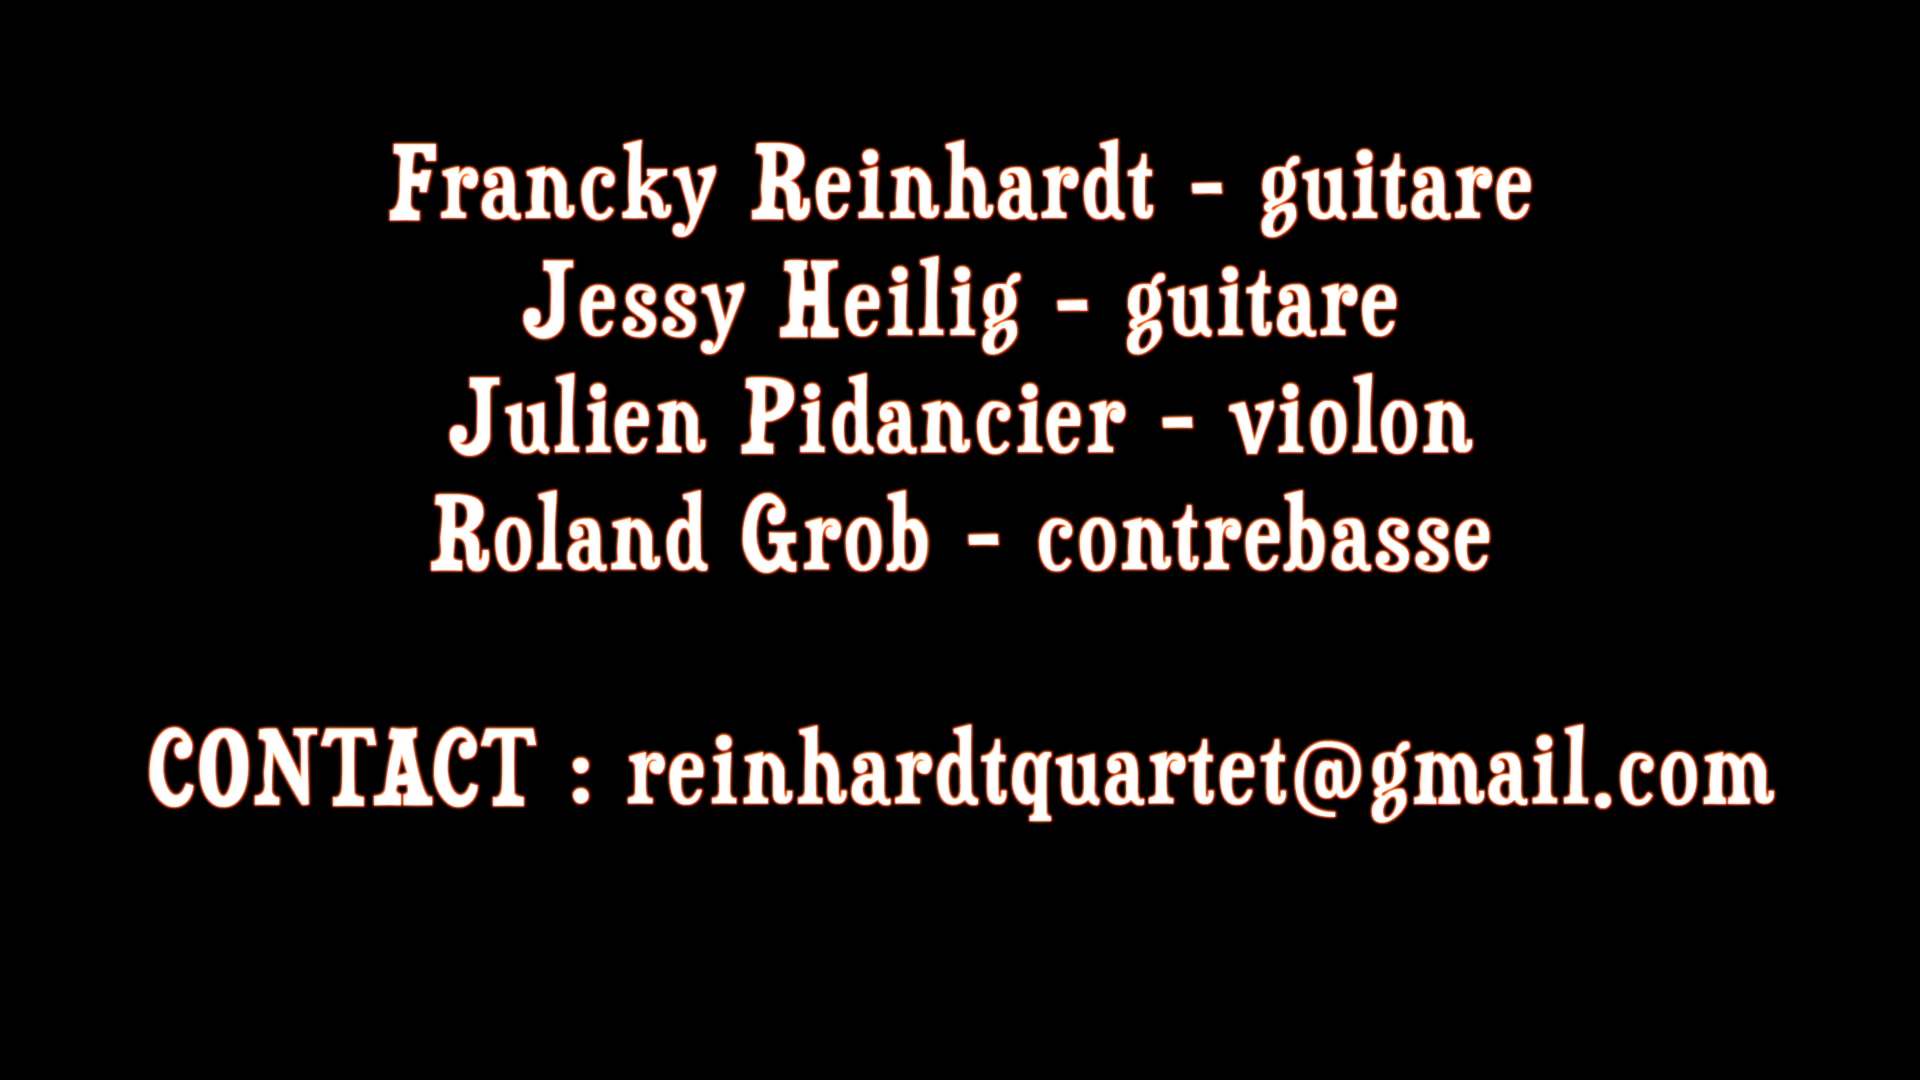 Francky Reinhardt - guitare
Jessy Heilig - guitare
Julien Pidancier - violon
Roland Grob - contrebasse
CONTACT : reinhardtquartet@gmail.com